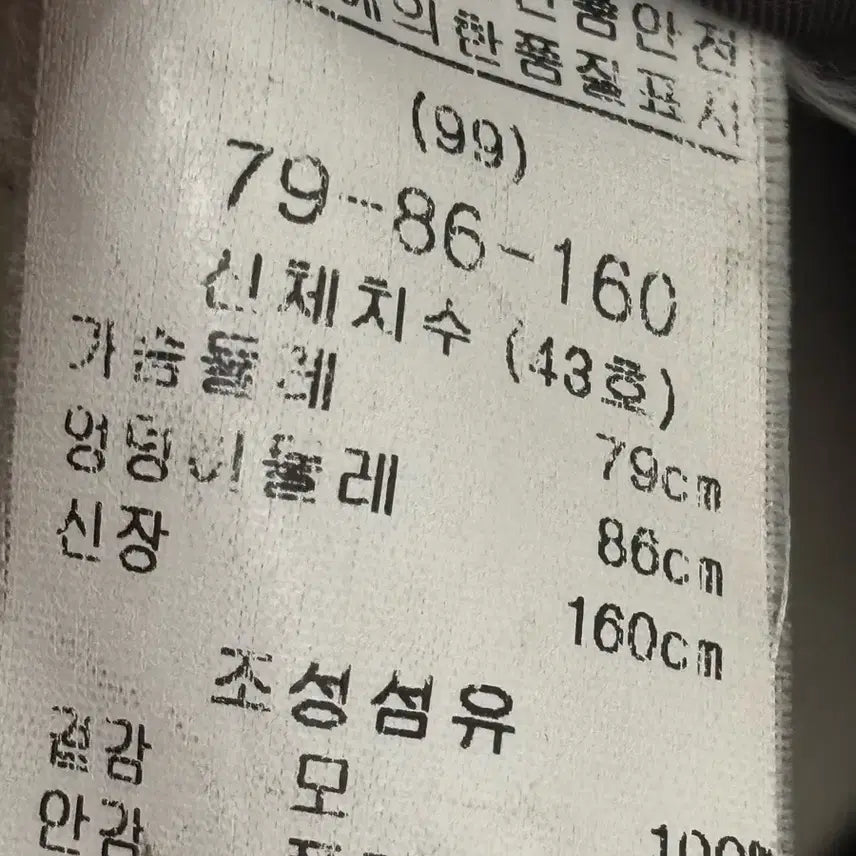 품안전
의한품질표시
(99)
79-86-160
신체치수 (43호)
가슴둘레 79cm
엉덩이둘레 86cm
신장 160cm
조성섬유
겉감 모 100%
안감